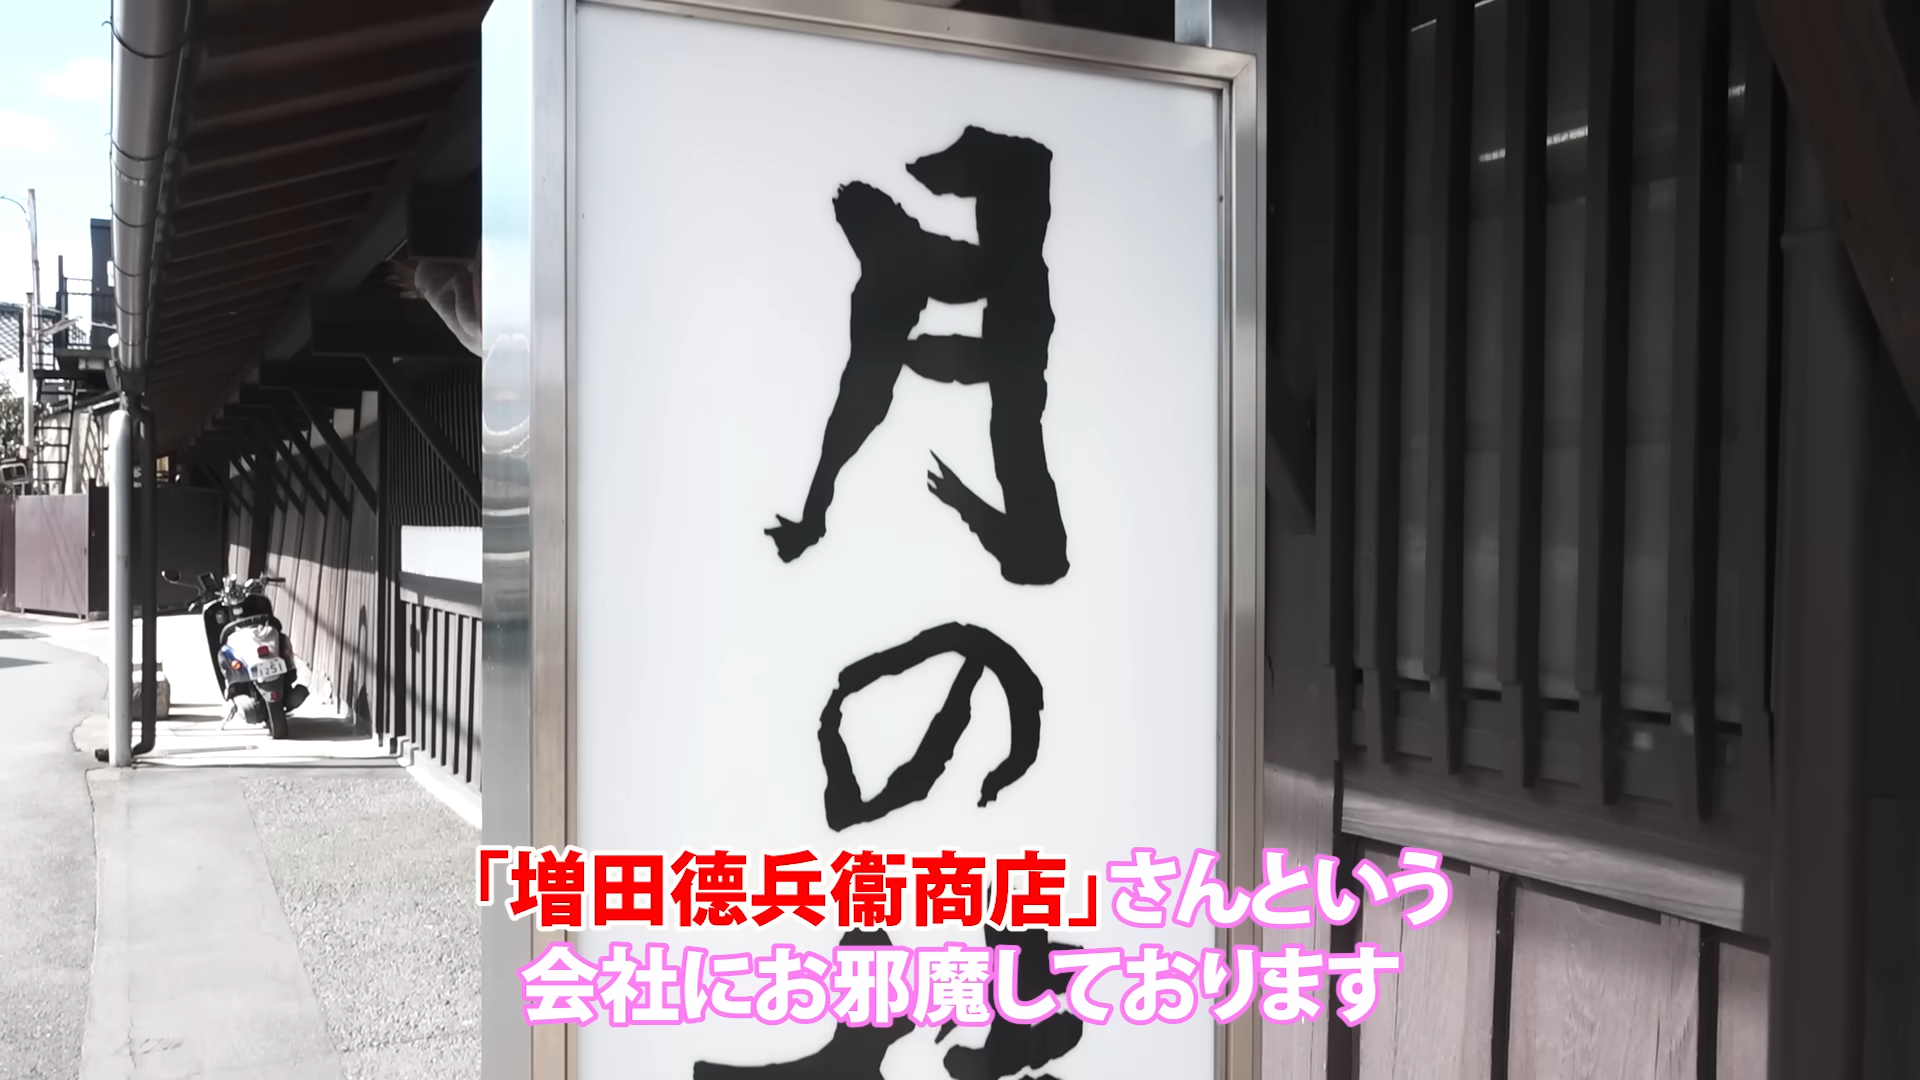 月の
「増田德兵衞商店」さんという
会社にお邪魔しております